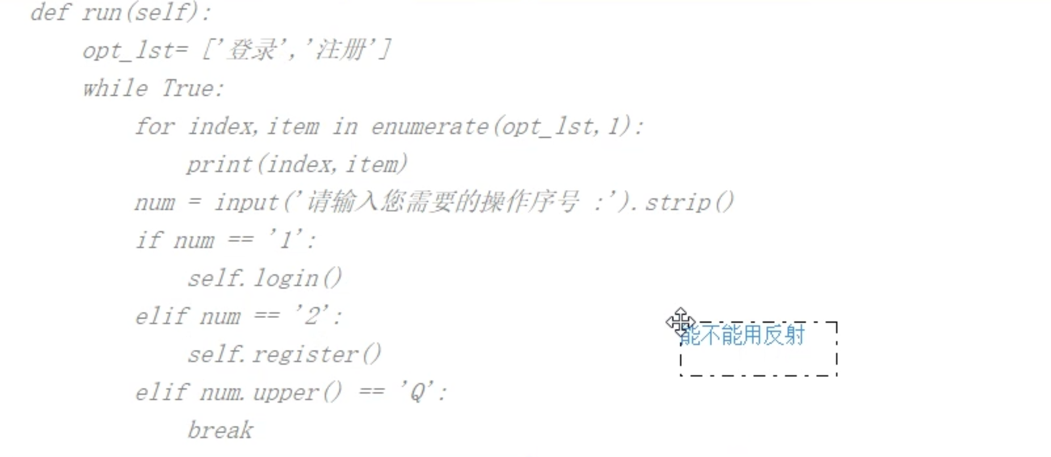 def run(self):
opt_lst= ['登录','注册']
while True:
for index,item in enumerate(opt_lst,1):
print(index,item)
num = input('请输入您需要的操作序号 :').strip()
if num == '1':
self.login()
elif num == '2':
self.register()
elif num.upper() == 'Q':
break
能不能用反射